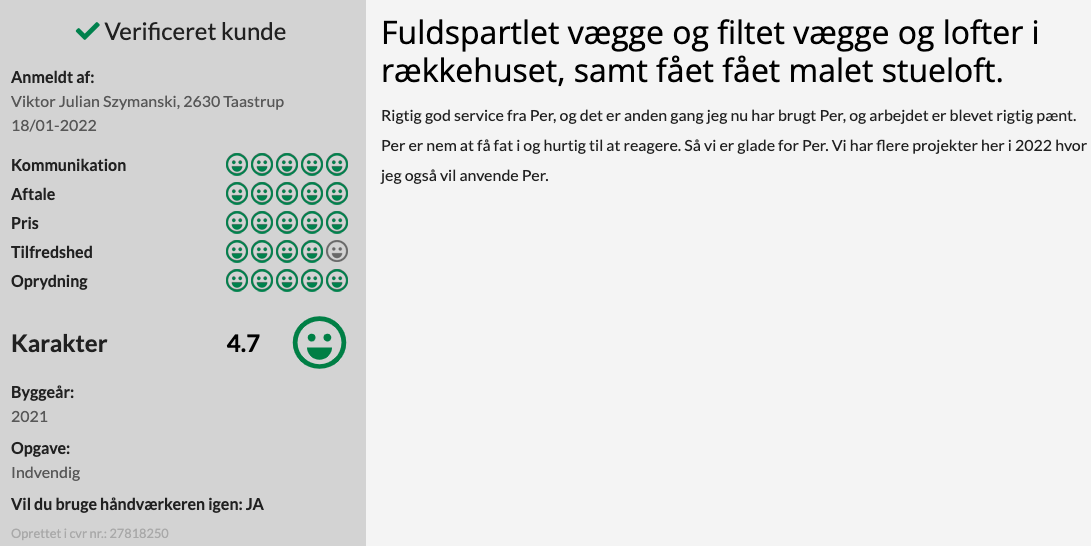 Verificeret kunde
Anmeldt af:
Viktor Julian Szymanski, 2630 Taastrup
18/01-2022
Kommunikation
Aftale
Pris
Tilfredshed
Oprydning
Karakter 4.7
Byggeår:
2021
Opgave:
Indvendig
Vil du bruge håndværkeren igen: JA
Oprettet i cvr nr.: 27818250
Fuldspartlet vægge og filtet vægge og lofter i
rækkehuset, samt fået fået malet stueloft.
Rigtig god service fra Per, og det er anden gang jeg nu har brugt Per, og arbejdet er blevet rigtig pænt.
Per er nem at få fat i og hurtig til at reagere. Så vi er glade for Per. Vi har flere projekter her i 2022 hvor
jeg også vil anvende Per.